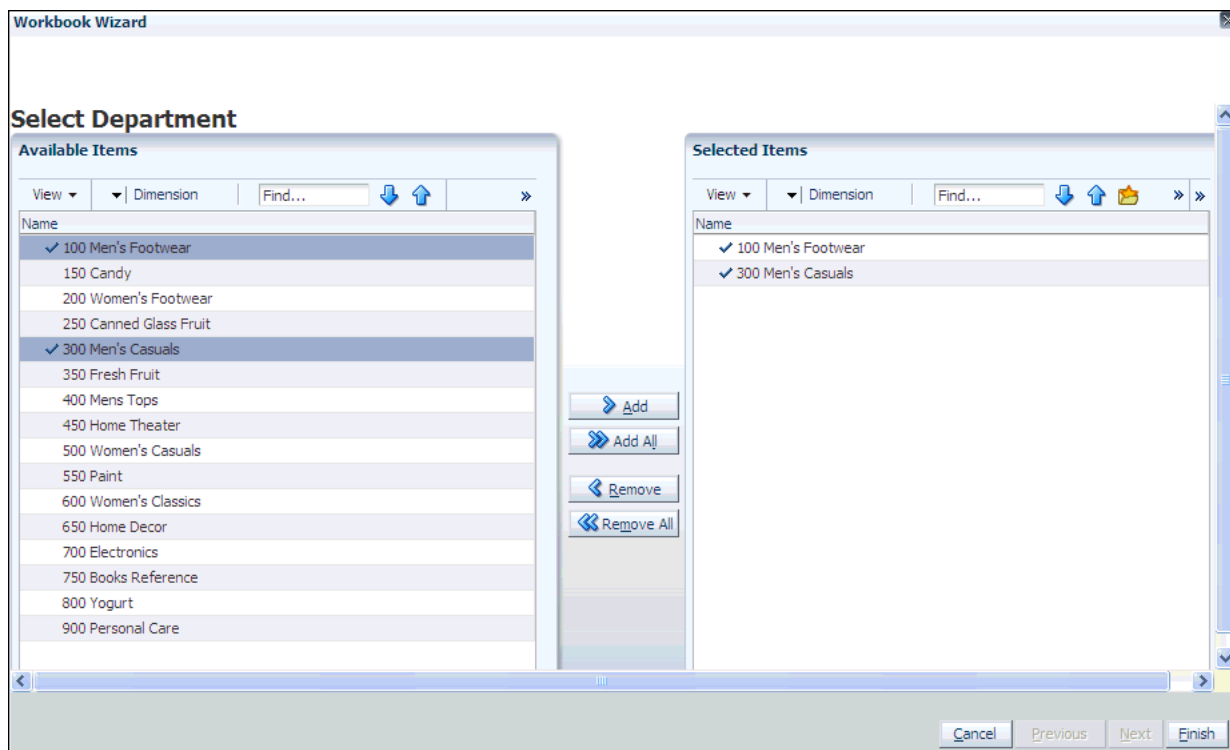 Workbook Wizard
Select Department
Available Items
View Dimension Find...
Name
100 Men's Footwear
150 Candy
200 Women's Footwear
250 Canned Glass Fruit
300 Men's Casuals
350 Fresh Fruit
400 Mens Tops
450 Home Theater
500 Women's Casuals
550 Paint
600 Women's Classics
650 Home Decor
700 Electronics
750 Books Reference
800 Yogurt
900 Personal Care
Add
Add All
Remove
Remove All
Selected Items
View Dimension Find...
Name
100 Men's Footwear
300 Men's Casuals
Cancel Previous Next Finish